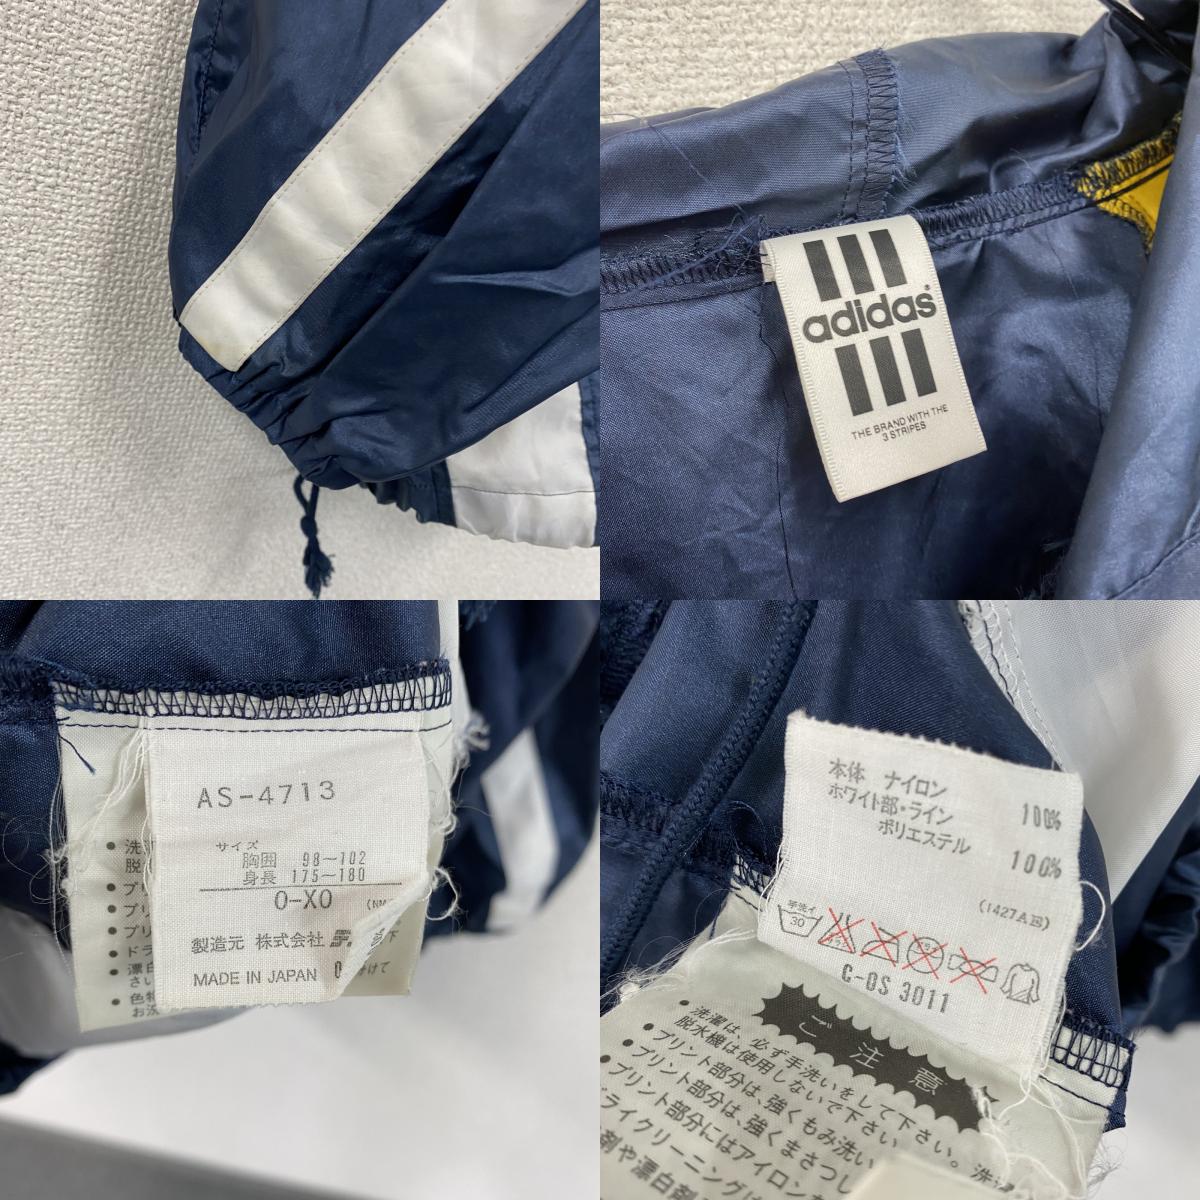 adidas
THE BRAND WITH THE
3 STRIPES
AS-4713
サイズ
胸囲 98～102
身長 175～180
O-XO
製造元 株式会社
MADE IN JAPAN
本体 ナイロン 100%
ホワイト部・ライン
ポリエステル 100%
手洗イ
30
C-OS 3011
ご注意
洗濯は、必ず手洗いをして下さい。
脱水機は使用しないで下さい。
プリント部分は、強くもみ洗い
プリント部分は、強くまさつし
プリント部分にはアイロン
ライクリーニング
剤や漂白剤